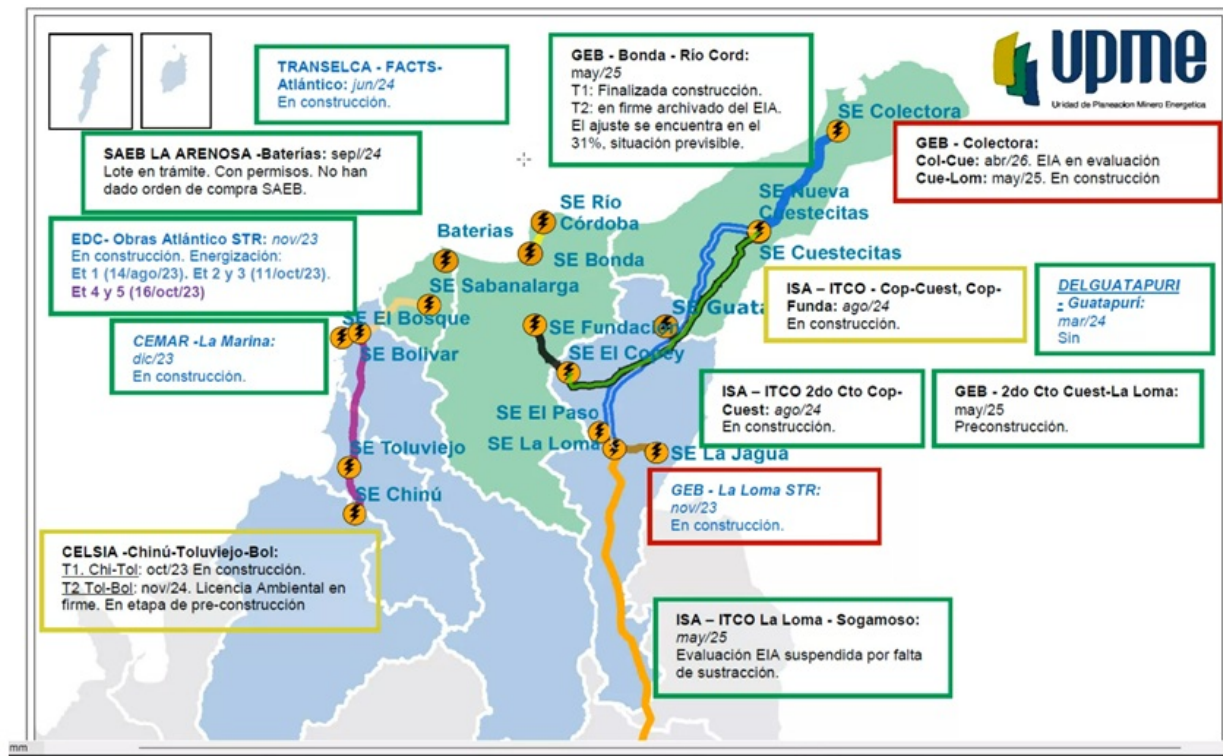 TRANSELCA - FACTS-
Atlántico: jun/24
En construcción.
GEB - Bonda - Río Cord:
may/25
T1: Finalizada construcción.
T2: en firme archivado del EIA.
El ajuste se encuentra en el
31%, situación previsible.
upme
Unidad de Planeacion Minero Energetica
SE Colectora
GEB - Colectora:
Col-Cue: abr/26. EIA en evaluación
Cue-Lom: may/25. En construcción
SAEB LA ARENOSA -Baterías: sept/24
Lote en trámite. Con permisos. No han
dado orden de compra SAEB.
SE Nueva
Cuestecitas
SE Río
Córdoba
Baterias
SE Bonda
SE Cuestecitas
EDC- Obras Atlántico STR: nov/23
En construcción. Energización:
Et 1 (14/ago/23). Et 2 y 3 (11/oct/23).
Et 4 y 5 (16/oct/23)
SE Sabanalarga
ISA – ITCO - Cop-Cuest, Cop-
Funda: ago/24
En construcción.
DELGUATAPURI
- Guatapurí:
mar/24
Sin
SE El Bosque
SE Fundación
SE Guata
CEMAR -La Marina:
dic/23
En construcción.
SE Bolivar
SE El Copey
ISA – ITCO 2do Cto Cop-
Cuest: ago/24
En construcción.
GEB - 2do Cto Cuest-La Loma:
may/25
Preconstrucción.
SE El Paso
SE La Loma
SE La Jagua
SE Toluviejo
SE Chinú
GEB - La Loma STR:
nov/23
En construcción.
CELSIA -Chinú-Toluviejo-Bol:
T1. Chi-Tol: oct/23 En construcción.
T2 Tol-Bol: nov/24. Licencia Ambiental en
firme. En etapa de pre-construcción
ISA – ITCO La Loma - Sogamoso:
may/25
Evaluación EIA suspendida por falta
de sustracción.
mm